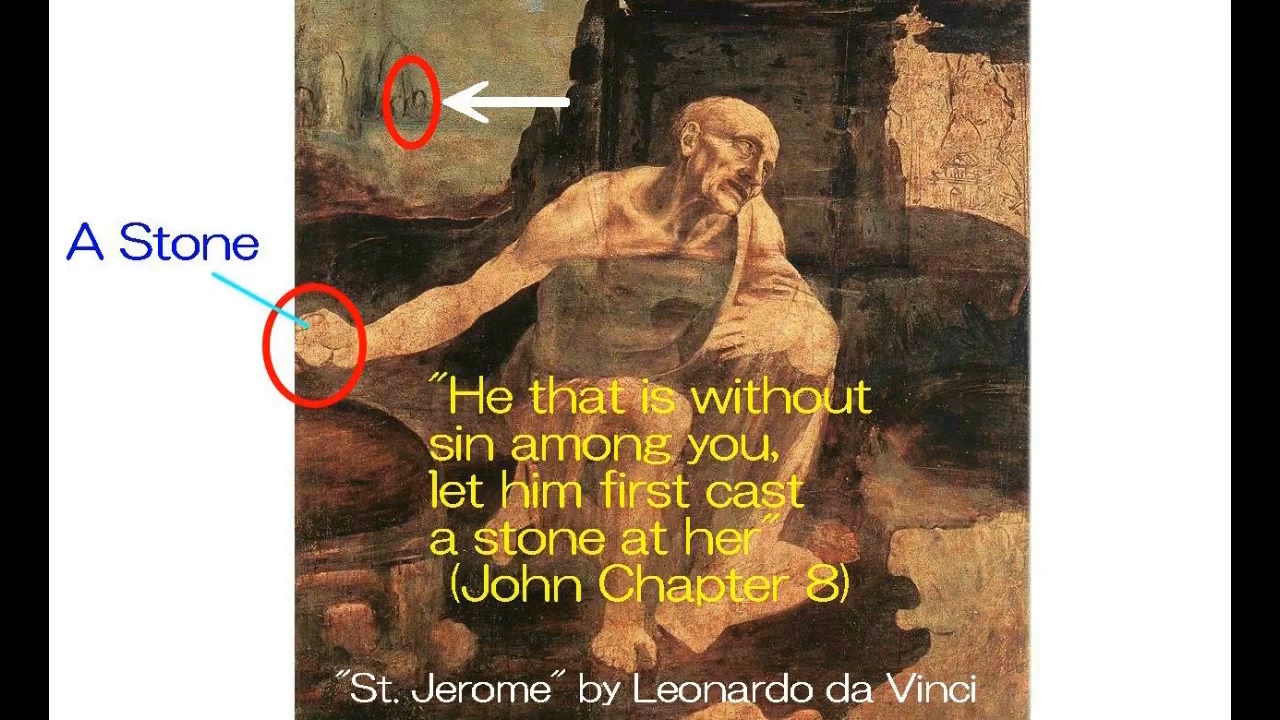 A Stone
"He that is without
sin among you,
let him first cast
a stone at her"
(John Chapter 8)
"St. Jerome" by Leonardo da Vinci